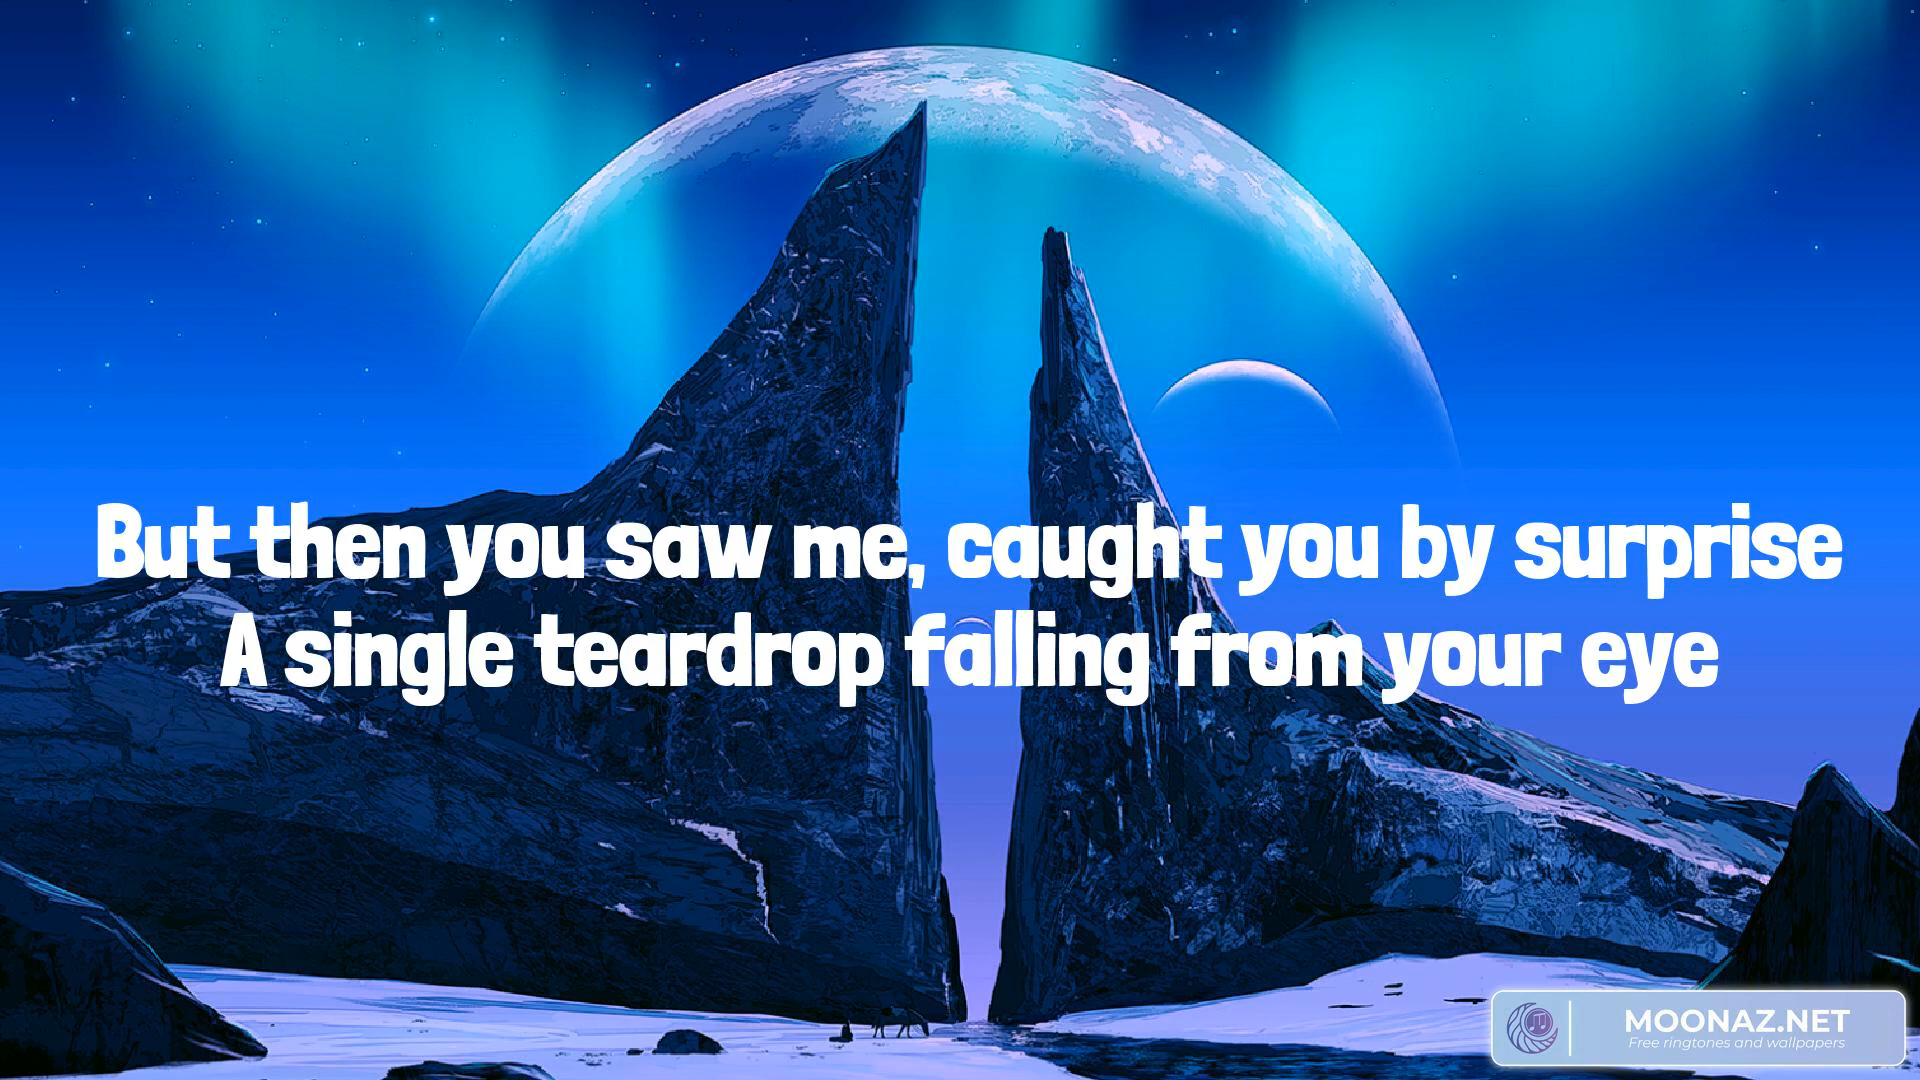 But then you saw me, caught you by surprise
A single teardrop falling from your eye
MOONAZ.NET
Free ringtones and wallpapers